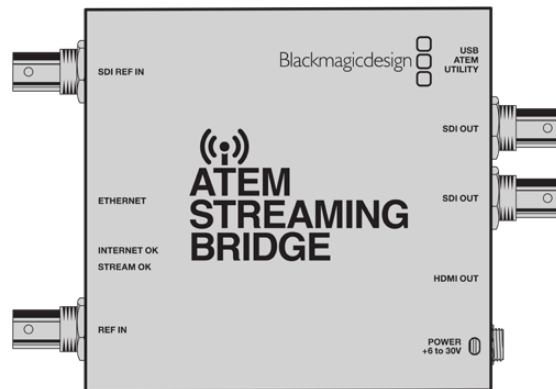 SDI REF IN
ETHERNET
INTERNET OK
STREAM OK
REF IN
Blackmagicdesign
ATEM
STREAMING
BRIDGE
USB
ATEM
UTILITY
SDI OUT
SDI OUT
HDMI OUT
POWER
+6 to 30V